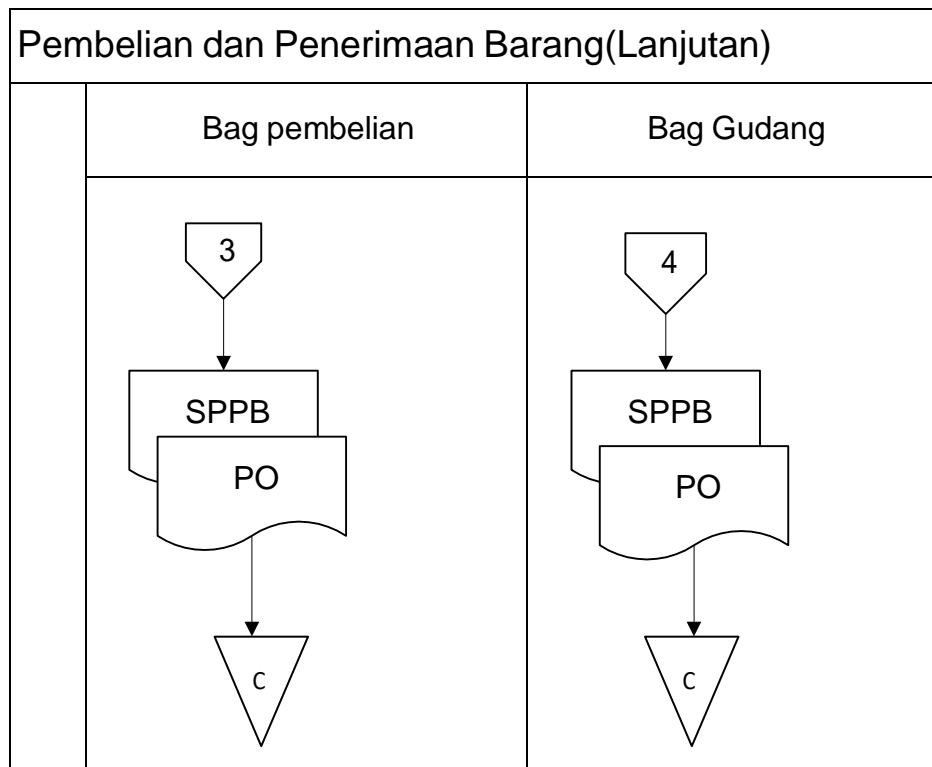 Pembelian dan Penerimaan Barang(Lanjutan)
Bag pembelian
Bag Gudang
3
SPPB
PO
C
4
SPPB
PO
C